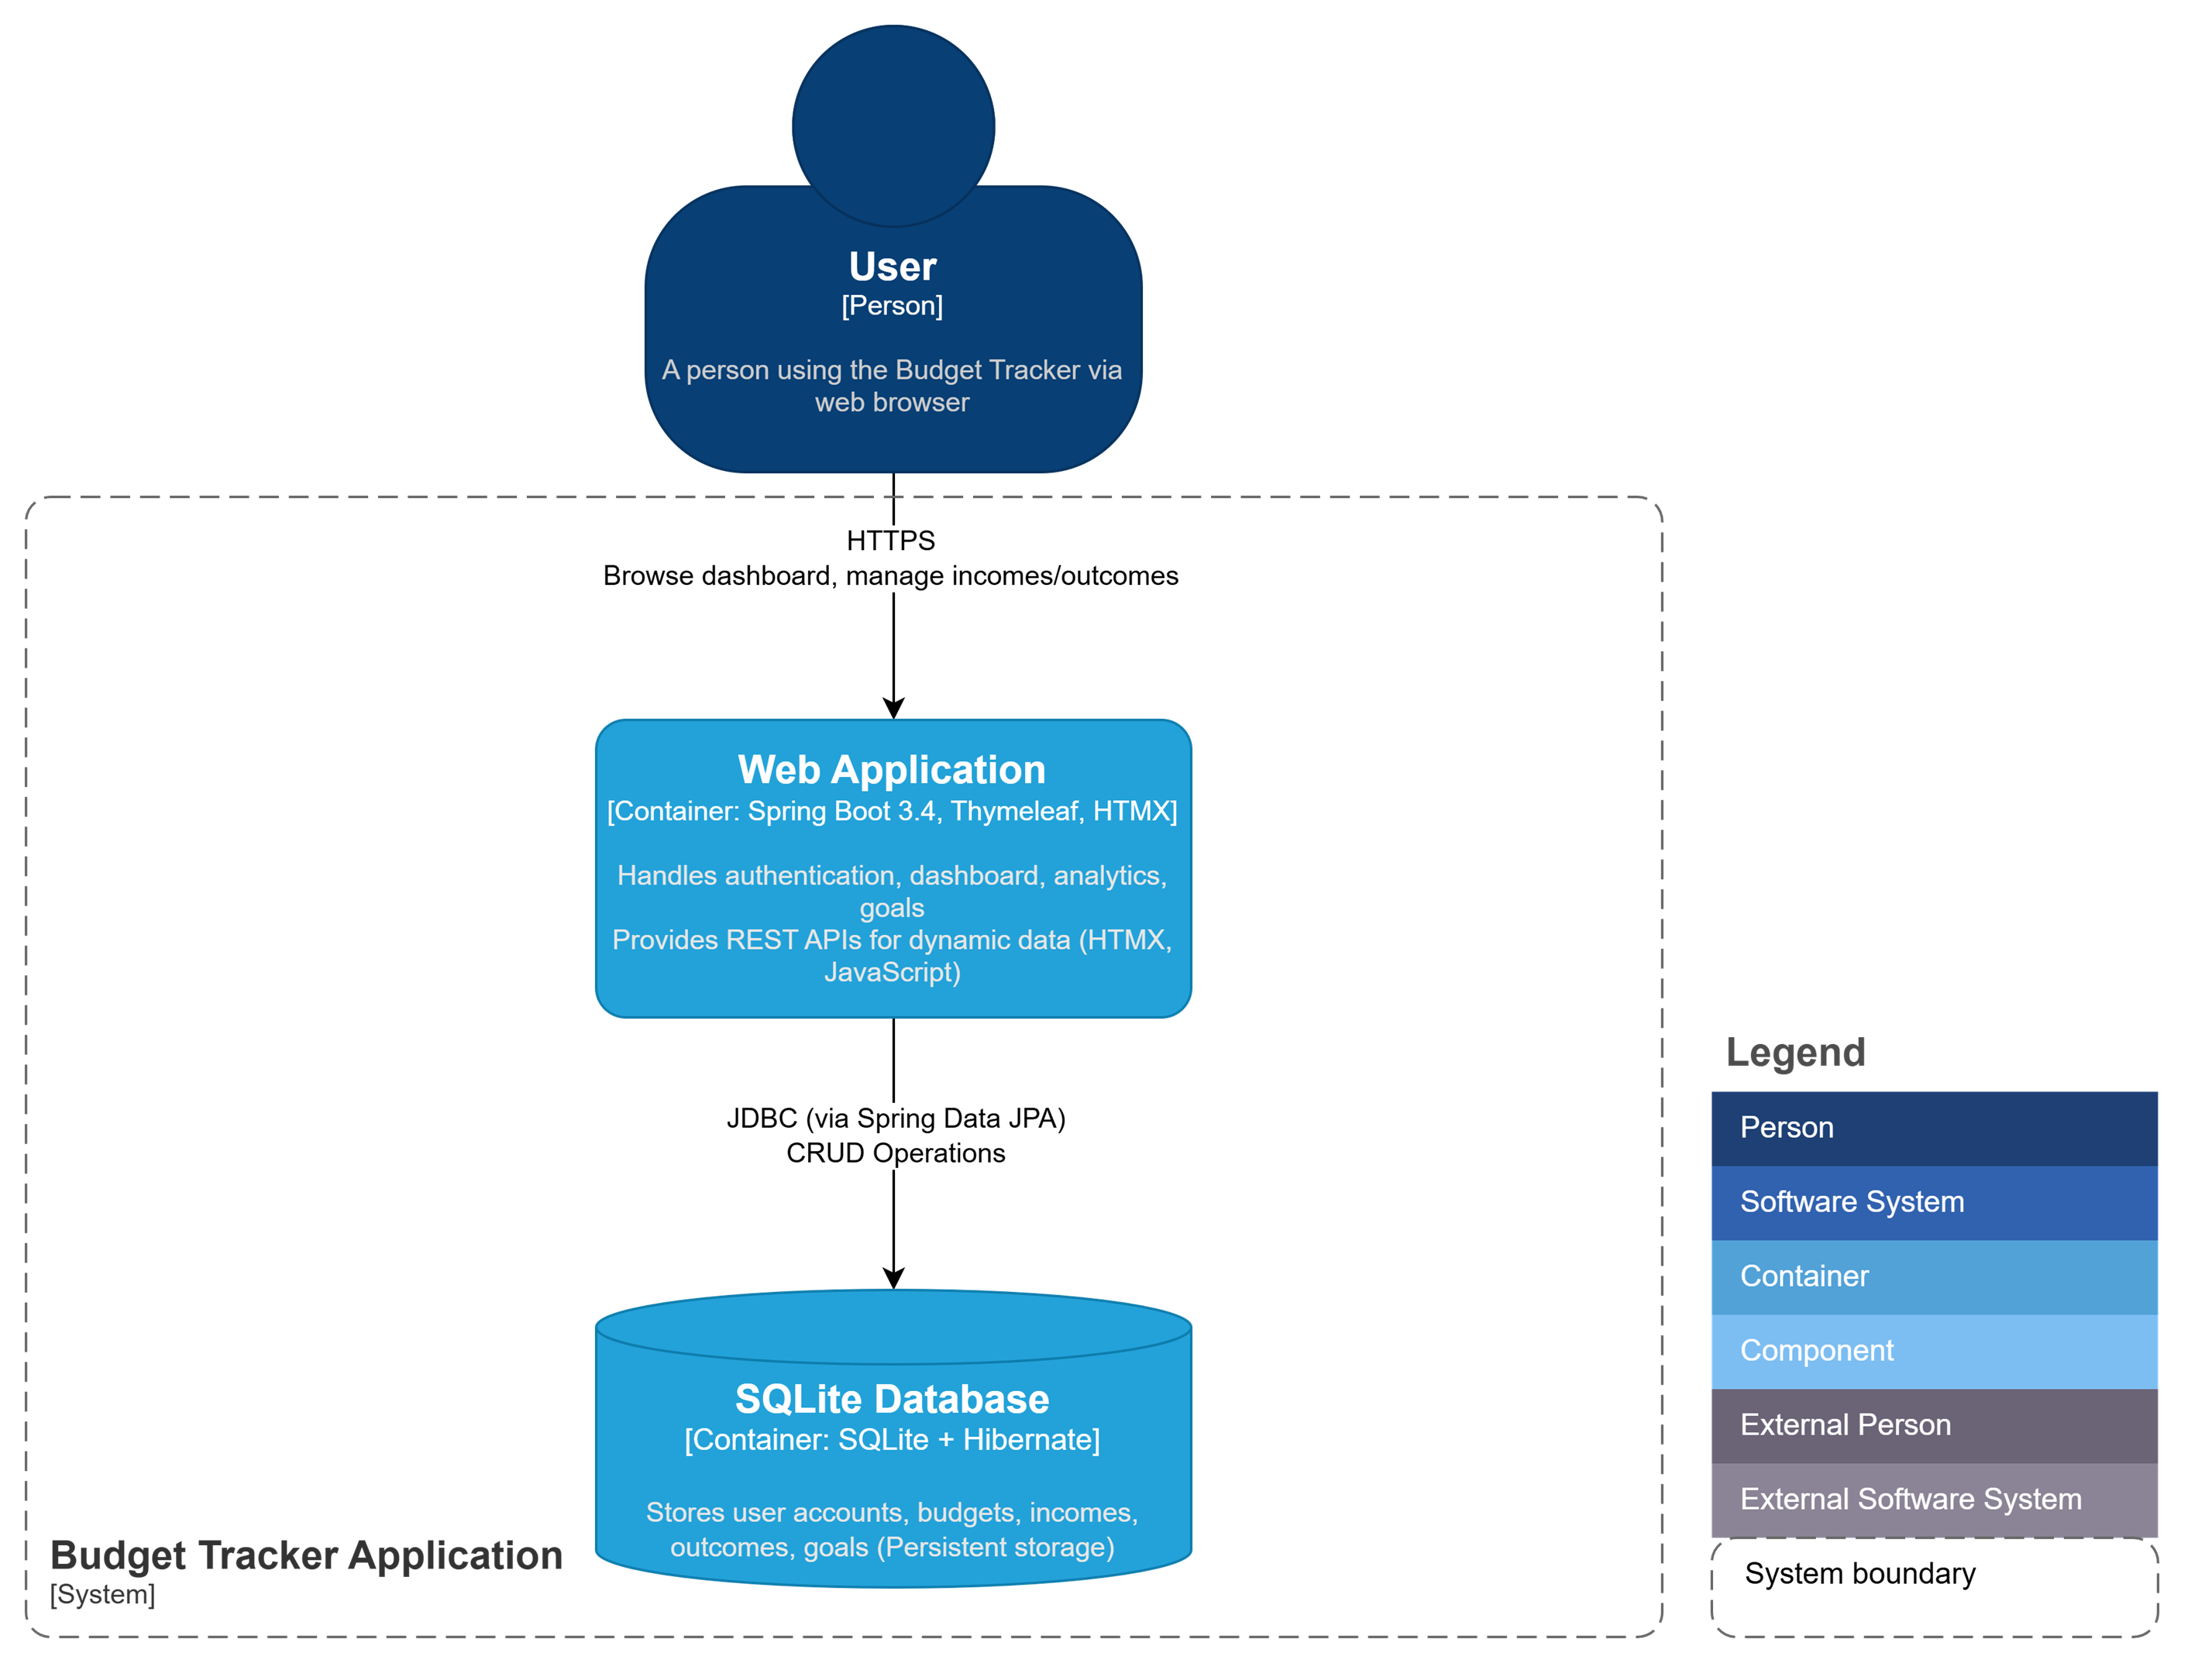 User
[Person]
A person using the Budget Tracker via
web browser
HTTPS
Browse dashboard, manage incomes/outcomes
Web Application
[Container: Spring Boot 3.4, Thymeleaf, HTMX]
Handles authentication, dashboard, analytics,
goals
Provides REST APIs for dynamic data (HTMX,
JavaScript)
JDBC (via Spring Data JPA)
CRUD Operations
SQLite Database
[Container: SQLite + Hibernate]
Stores user accounts, budgets, incomes,
outcomes, goals (Persistent storage)
Budget Tracker Application
[System]
Legend
Person
Software System
Container
Component
External Person
External Software System
System boundary